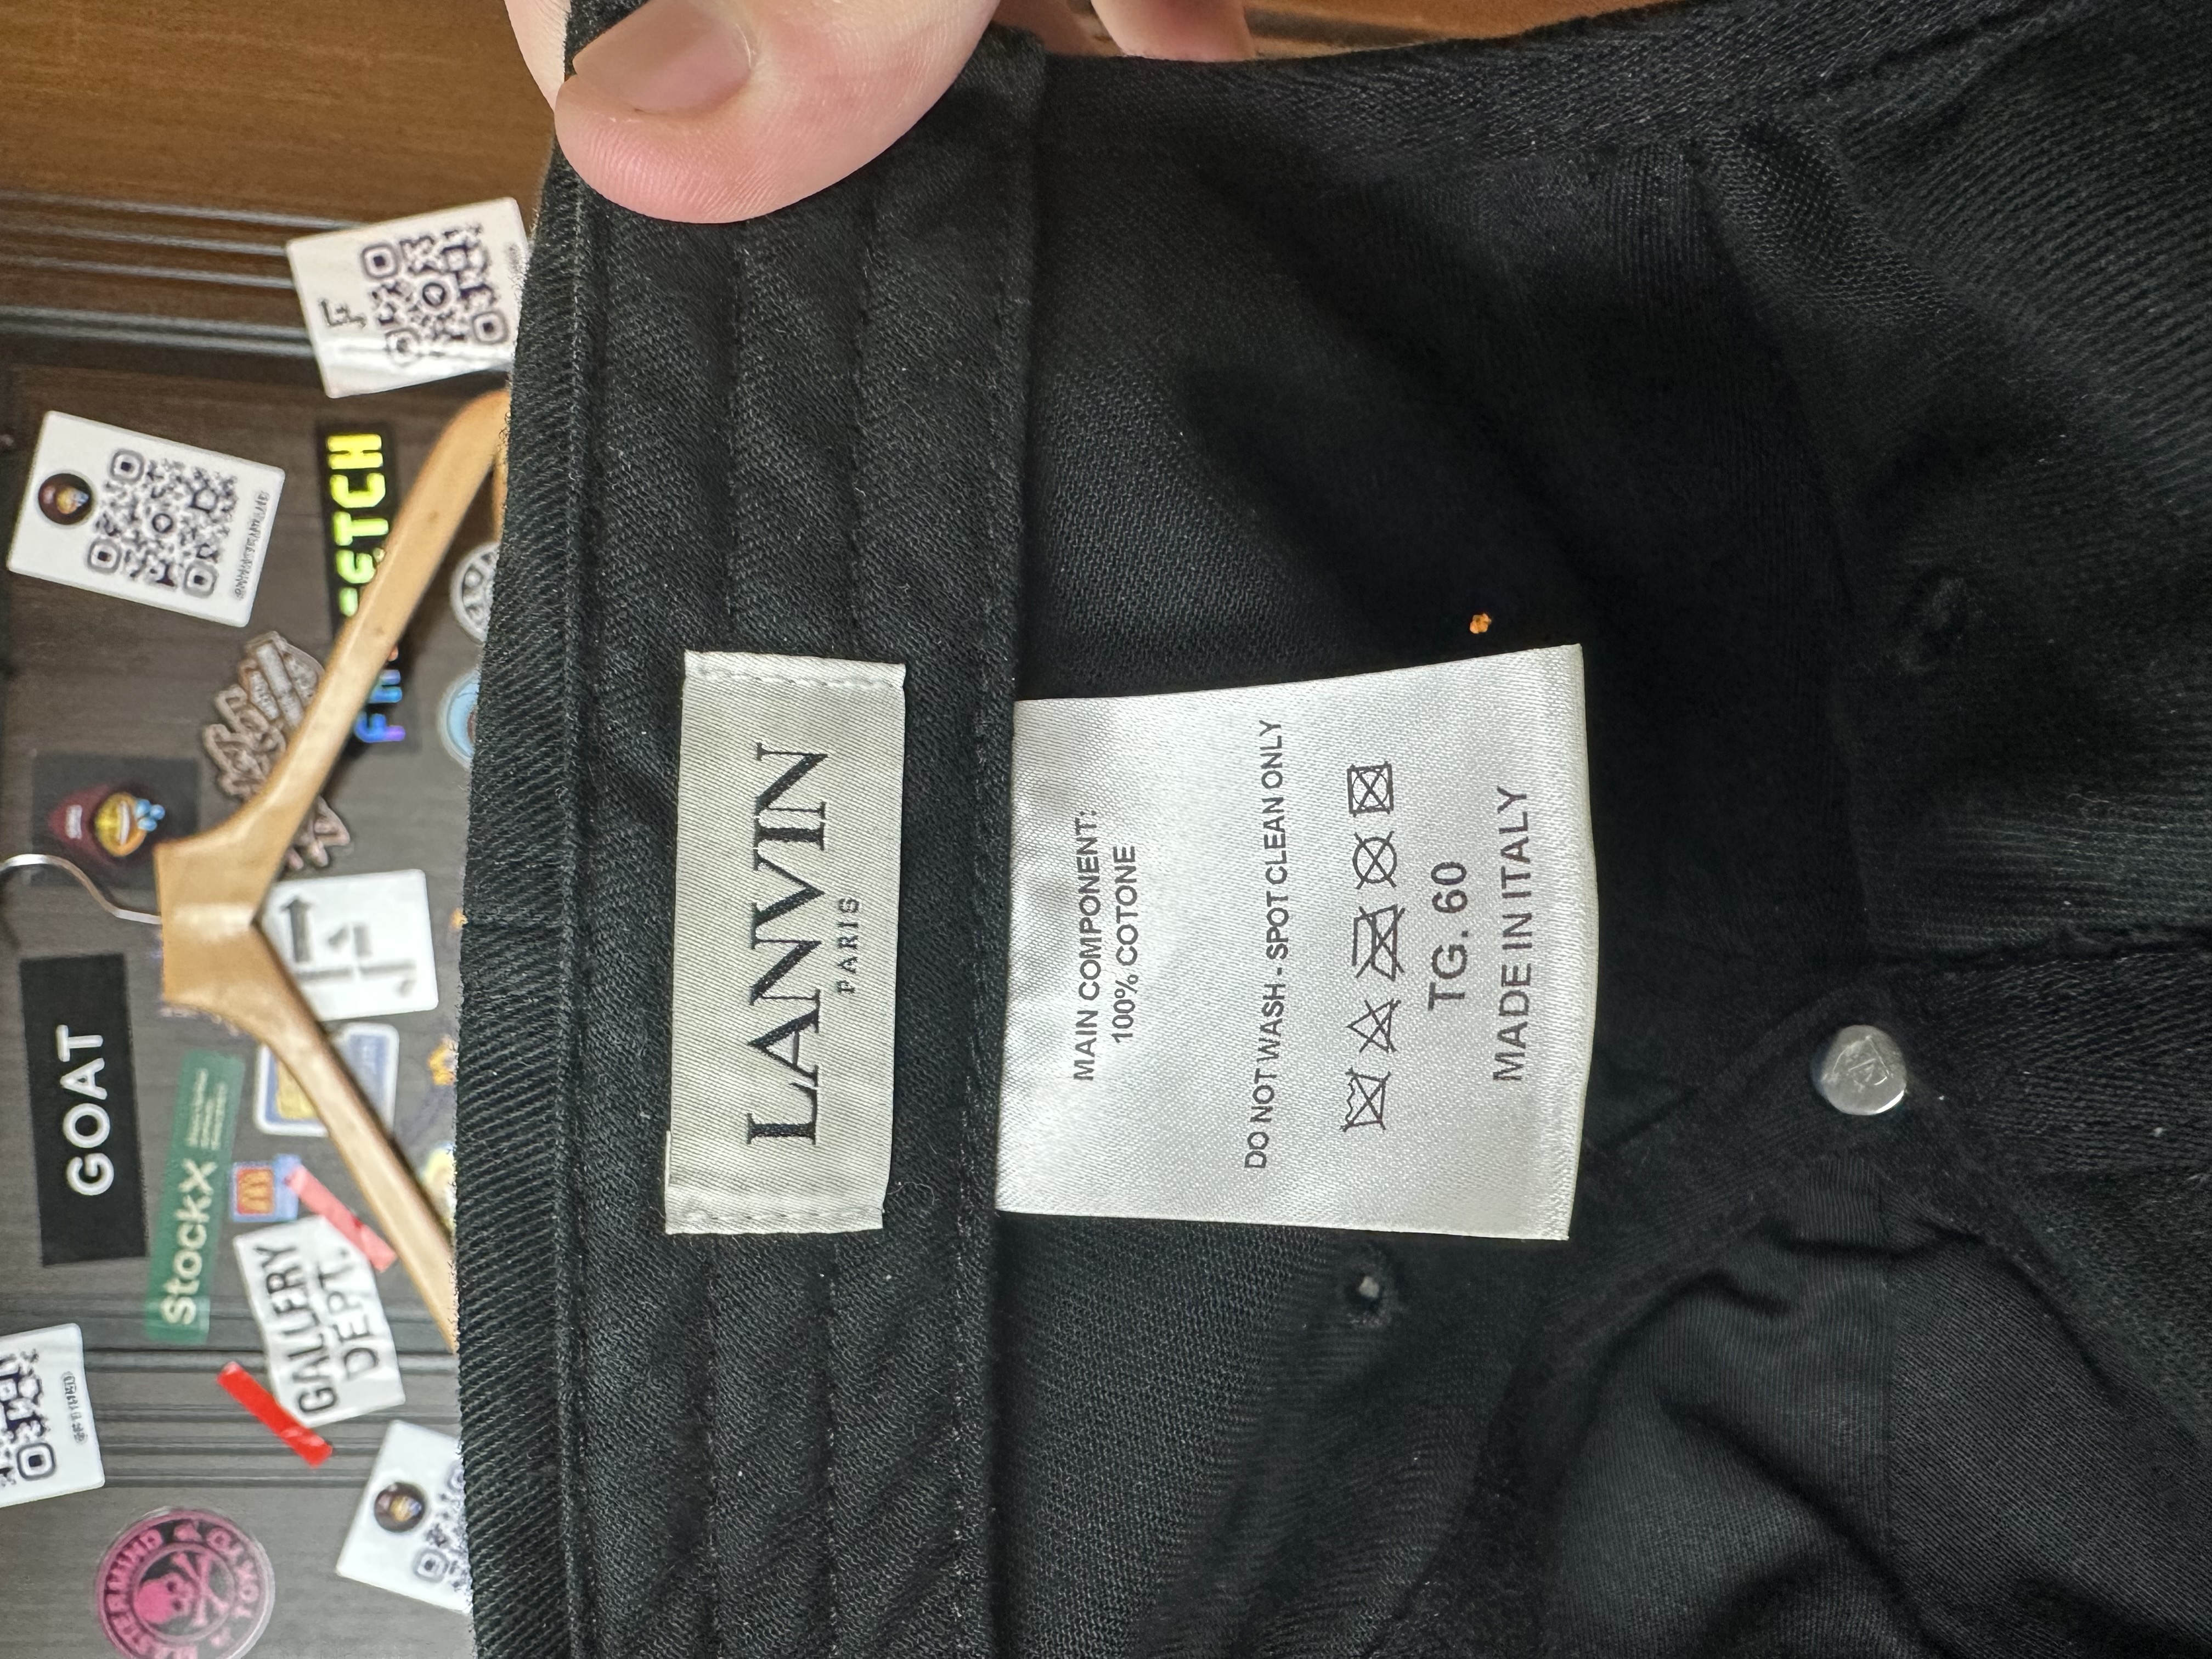 LANVIN
PARIS
MAIN COMPONENT:
100% COTONE
DO NOT WASH - SPOT CLEAN ONLY
TG. 60
MADE IN ITALY
GOAT
StockX
GALLERY
DEPT.